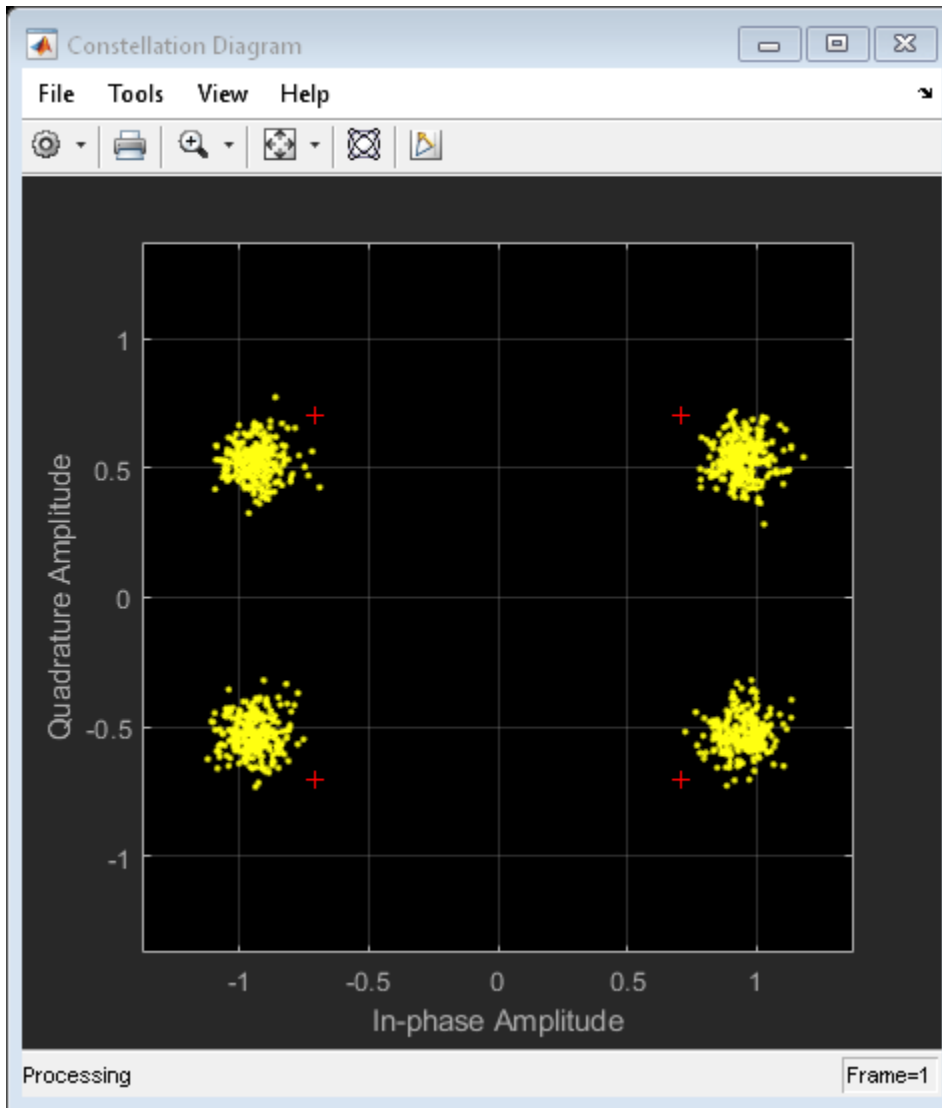 Constellation Diagram
File Tools View Help
1
0.5
0
-0.5
-1
Quadrature Amplitude
-1 -0.5 0 0.5 1
In-phase Amplitude
Processing Frame=1